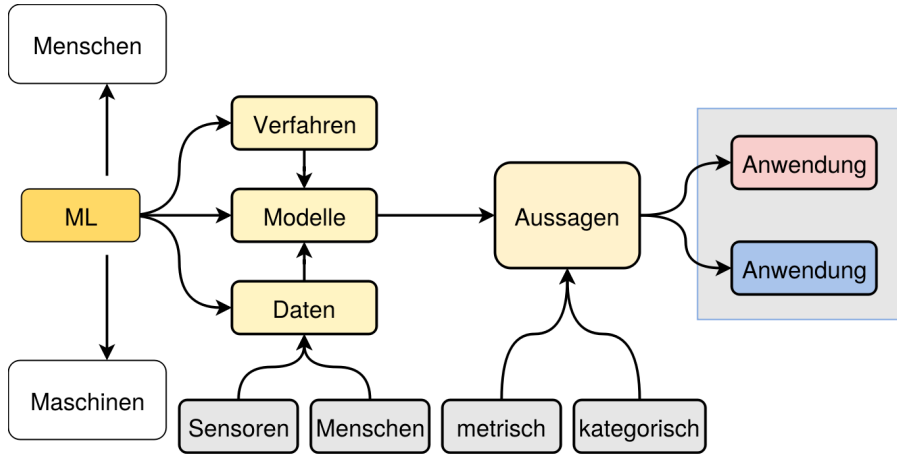 Menschen
Verfahren
Anwendung
ML
Modelle
Aussagen
Anwendung
Daten
Maschinen
Sensoren
Menschen
metrisch
kategorisch